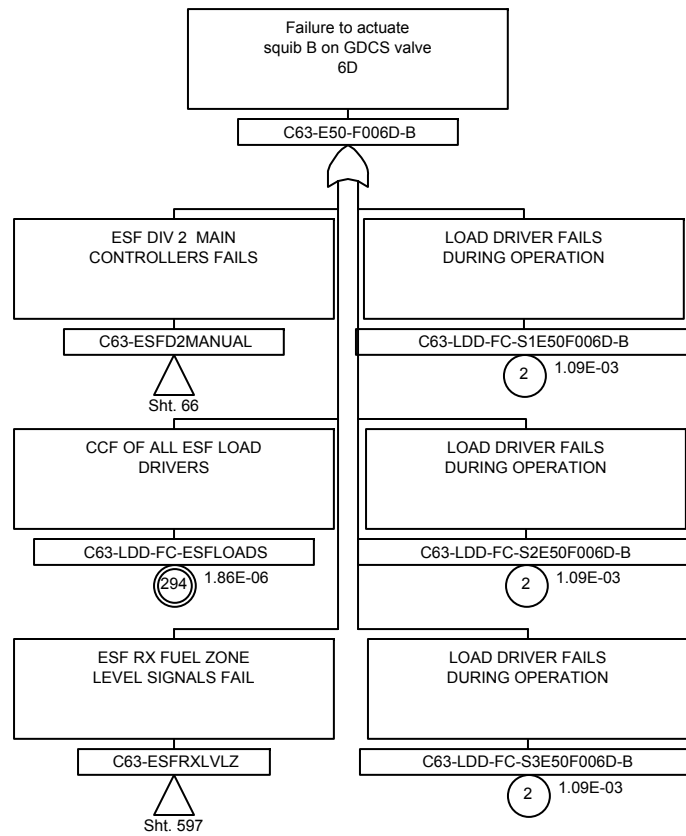 Failure to actuate
squib B on GDCS valve
6D
C63-E50-F006D-B
ESF DIV 2 MAIN
CONTROLLERS FAILS
C63-ESFD2MANUAL
Sht. 66
LOAD DRIVER FAILS
DURING OPERATION
C63-LDD-FC-S1E50F006D-B
2
1.09E-03
CCF OF ALL ESF LOAD
DRIVERS
C63-LDD-FC-ESFLOADS
294
1.86E-06
LOAD DRIVER FAILS
DURING OPERATION
C63-LDD-FC-S2E50F006D-B
2
1.09E-03
ESF RX FUEL ZONE
LEVEL SIGNALS FAIL
C63-ESFRXLVLZ
Sht. 597
LOAD DRIVER FAILS
DURING OPERATION
C63-LDD-FC-S3E50F006D-B
2
1.09E-03